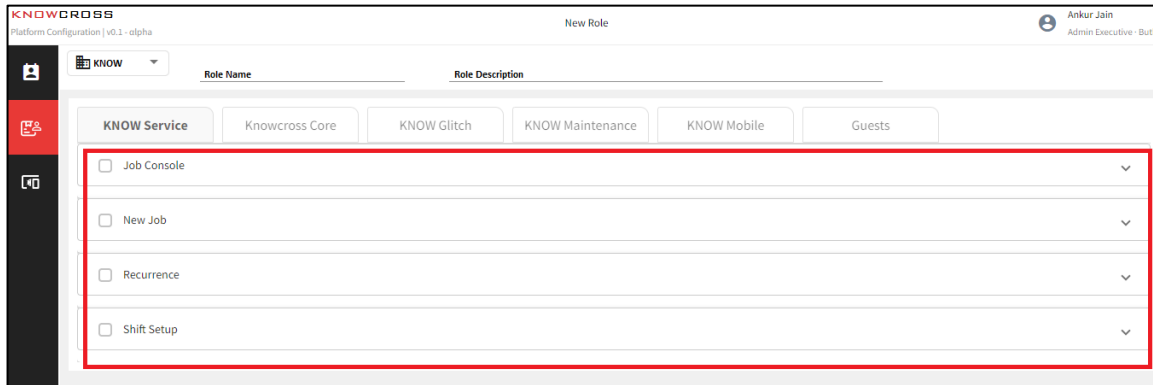 KNOWCROSS
Platform Configuration | v0.1 - alpha
New Role
Ankur Jain
Admin Executive · But
KNOW
Role Name
Role Description
KNOW Service
Knowcross Core
KNOW Glitch
KNOW Maintenance
KNOW Mobile
Guests
Job Console
New Job
Recurrence
Shift Setup